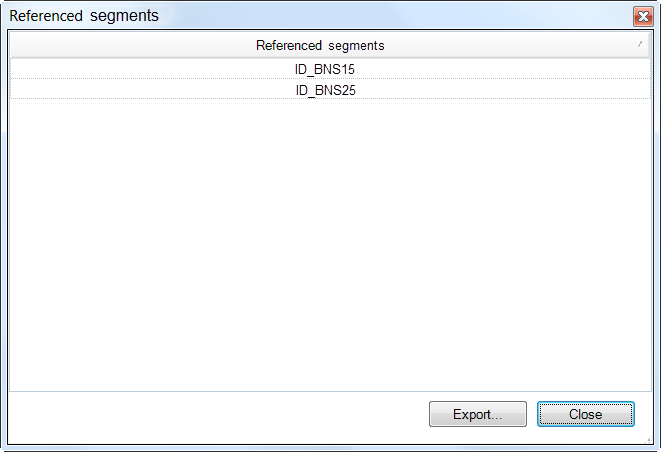 Referenced segments
Referenced segments
ID_BNS15
ID_BNS25
Export... Close